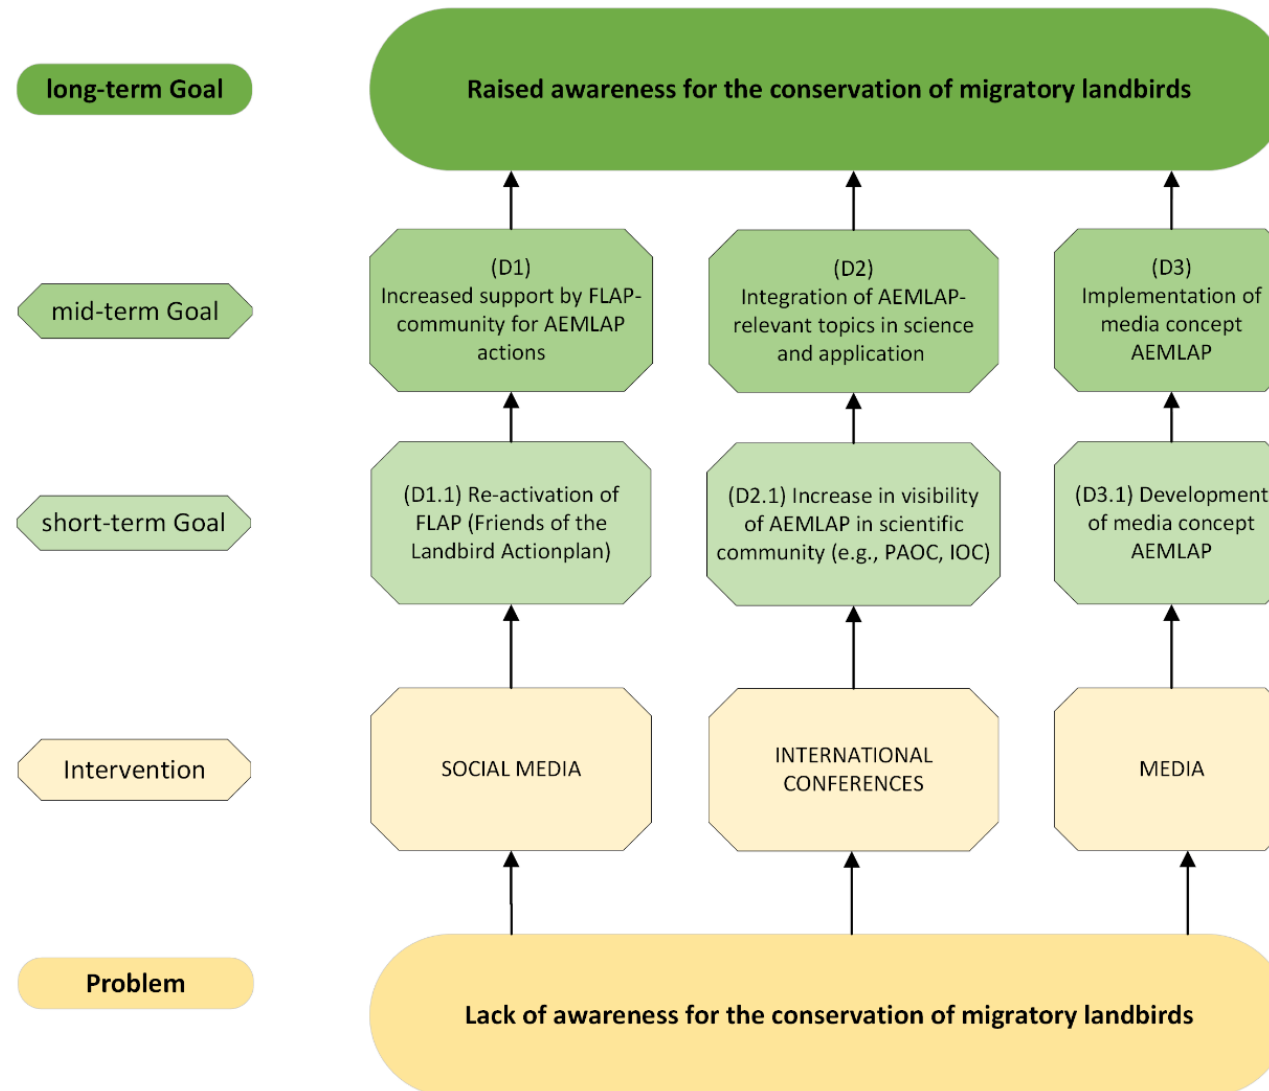 long-term Goal
Raised awareness for the conservation of migratory landbirds
mid-term Goal
(D1)
Increased support by FLAP-
community for AEMLAP
actions
(D2)
Integration of AEMLAP-
relevant topics in science
and application
(D3)
Implementation of
media concept
AEMLAP
short-term Goal
(D1.1) Re-activation of
FLAP (Friends of the
Landbird Actionplan)
(D2.1) Increase in visibility
of AEMLAP in scientific
community (e.g., PAOC, IOC)
(D3.1) Development
of media concept
AEMLAP
Intervention
SOCIAL MEDIA
INTERNATIONAL
CONFERENCES
MEDIA
Problem
Lack of awareness for the conservation of migratory landbirds